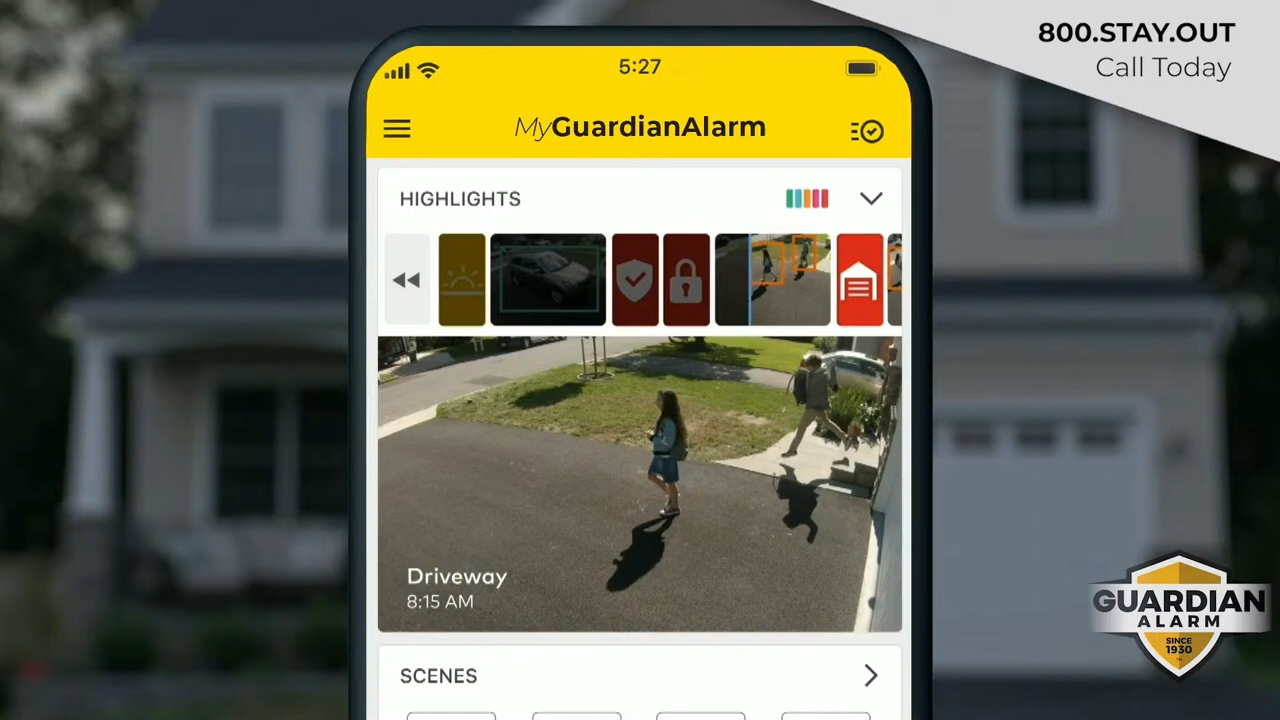 800.STAY.OUT
Call Today
5:27
MyGuardianAlarm
HIGHLIGHTS
Driveway
8:15 AM
SCENES
GUARDIAN
ALARM
SINCE
1930